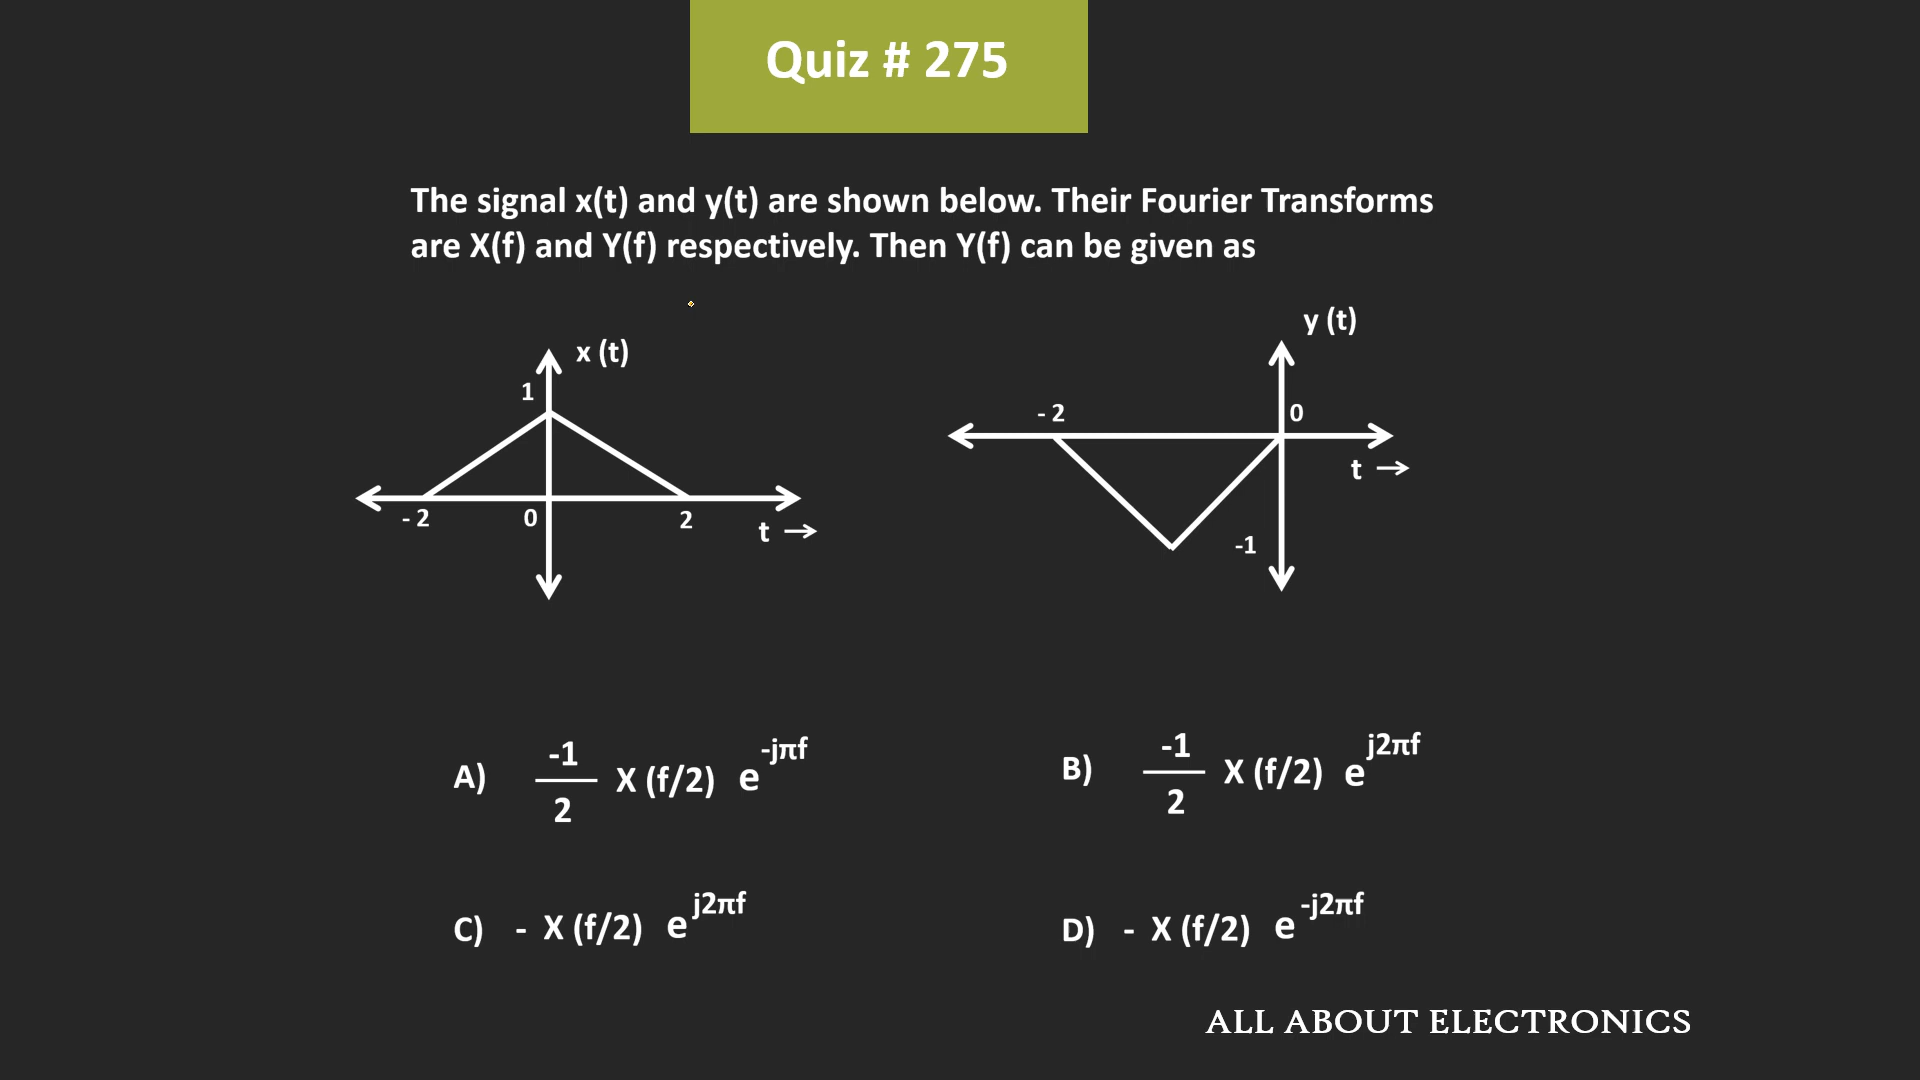 Quiz # 275
The signal x(t) and y(t) are shown below. Their Fourier Transforms
are X(f) and Y(f) respectively. Then Y(f) can be given as
x (t)
1
- 2
0
2
t →
y (t)
- 2
0
t →
-1
A) -1/2 X (f/2) e^-jπf
B) -1/2 X (f/2) e^j2πf
C) - X (f/2) e^j2πf
D) - X (f/2) e^-j2πf
ALL ABOUT ELECTRONICS